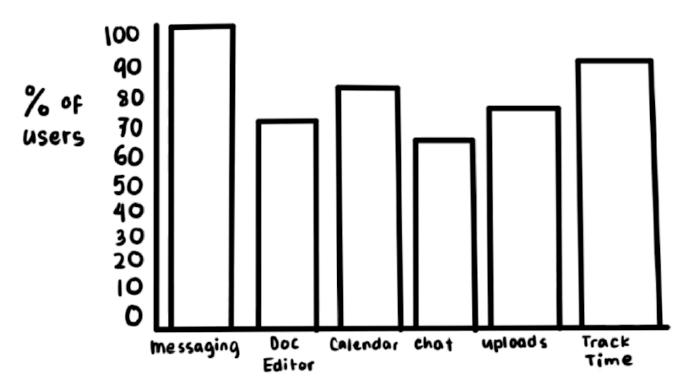 % of
users
100
90
80
70
60
50
40
30
20
10
0
messaging
Doc
Editor
Calendar
chat
uploads
Track
Time